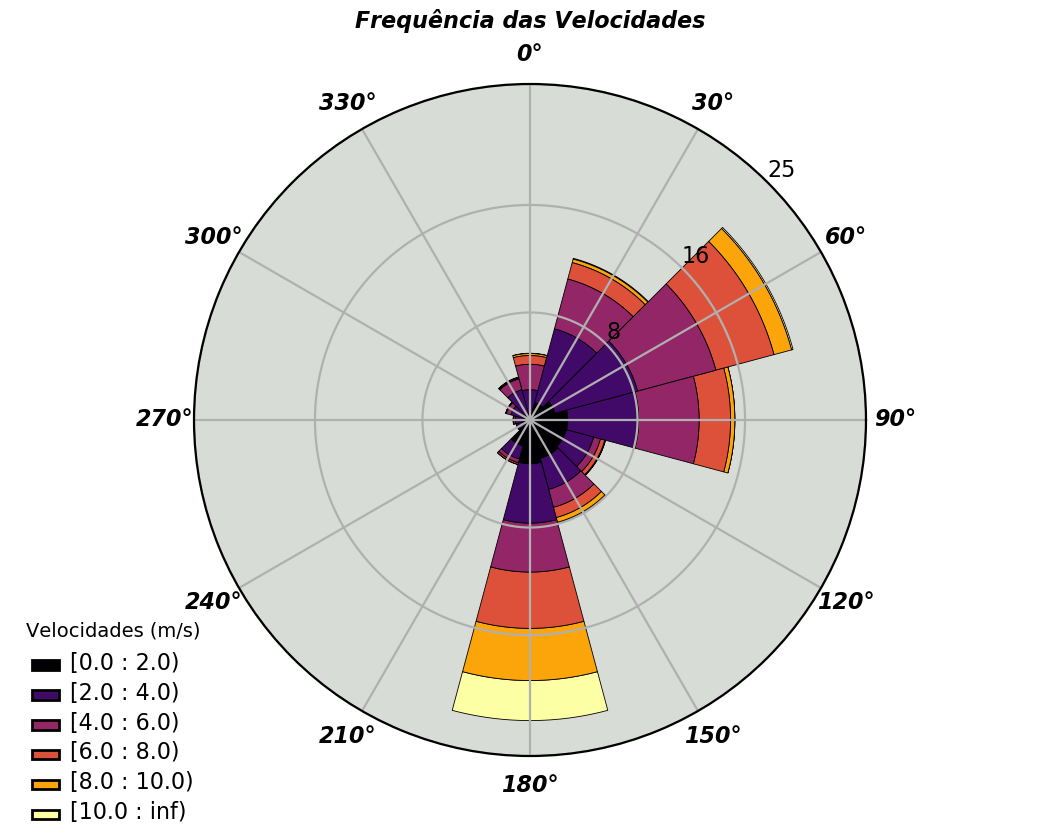 Frequência das Velocidades
0°
330°
30°
25
300°
60°
16
8
270°
90°
240°
120°
210°
150°
180°
Velocidades (m/s)
[0.0 : 2.0)
[2.0 : 4.0)
[4.0 : 6.0)
[6.0 : 8.0)
[8.0 : 10.0)
[10.0 : inf)